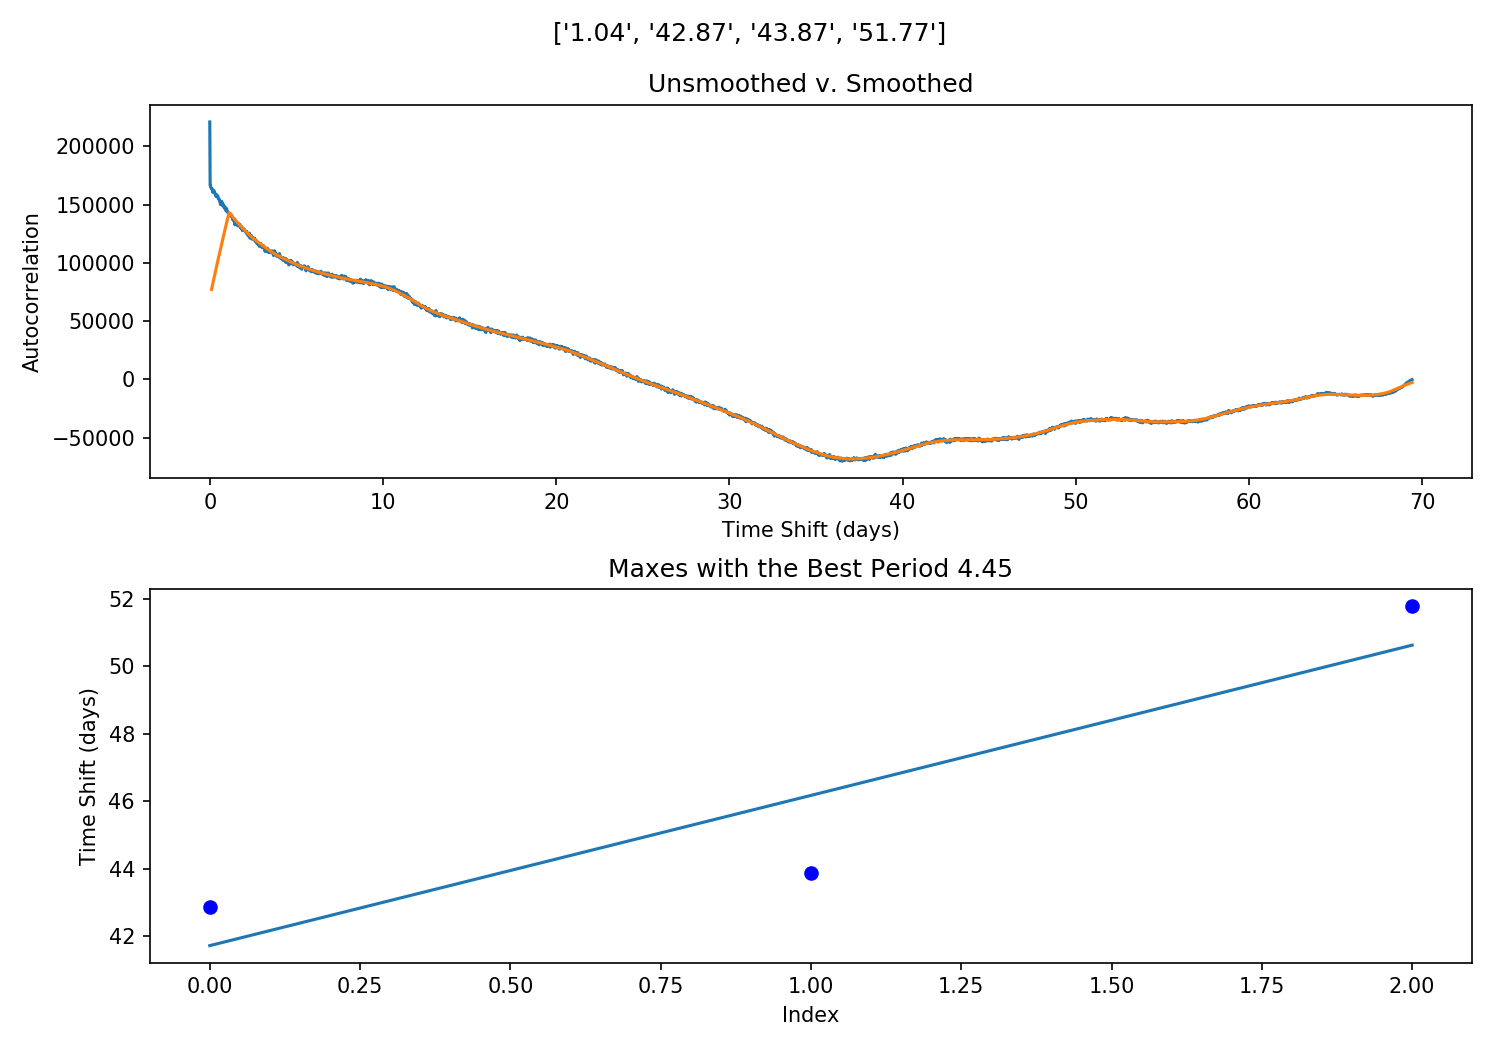 ['1.04', '42.87', '43.87', '51.77']
Unsmoothed v. Smoothed
Autocorrelation
200000
150000
100000
50000
0
−50000
0 10 20 30 40 50 60 70
Time Shift (days)
Maxes with the Best Period 4.45
Time Shift (days)
52
50
48
46
44
42
0.00 0.25 0.50 0.75 1.00 1.25 1.50 1.75 2.00
Index